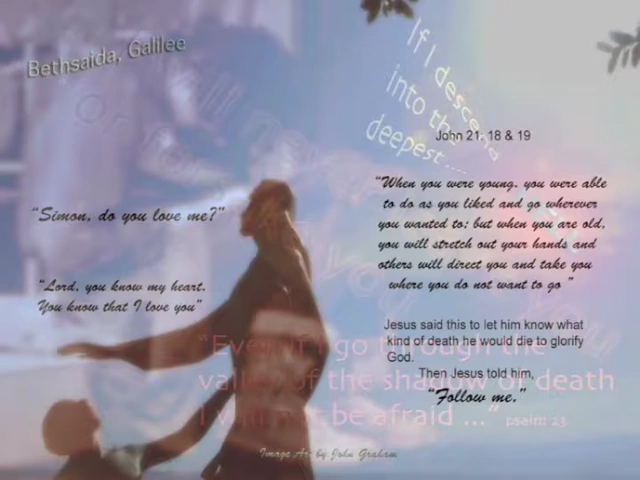 Bethsaida, Galilee
If I descend
into the
deepest....
John 21: 18 & 19
"Simon, do you love me?"
"Lord, you know my heart.
You know that I love you"
"When you were young. you were able
to do as you liked and go wherever
you wanted to; but when you are old,
you will stretch out your hands and
others will direct you and take you
where you do not want to go "
Jesus said this to let him know what
kind of death he would die to glorify
God.
Then Jesus told him,
"Follow me."
"Even if I go through the
valley of the shadow of death
I will not be afraid ..." psalm 23
Image Art by John Graham